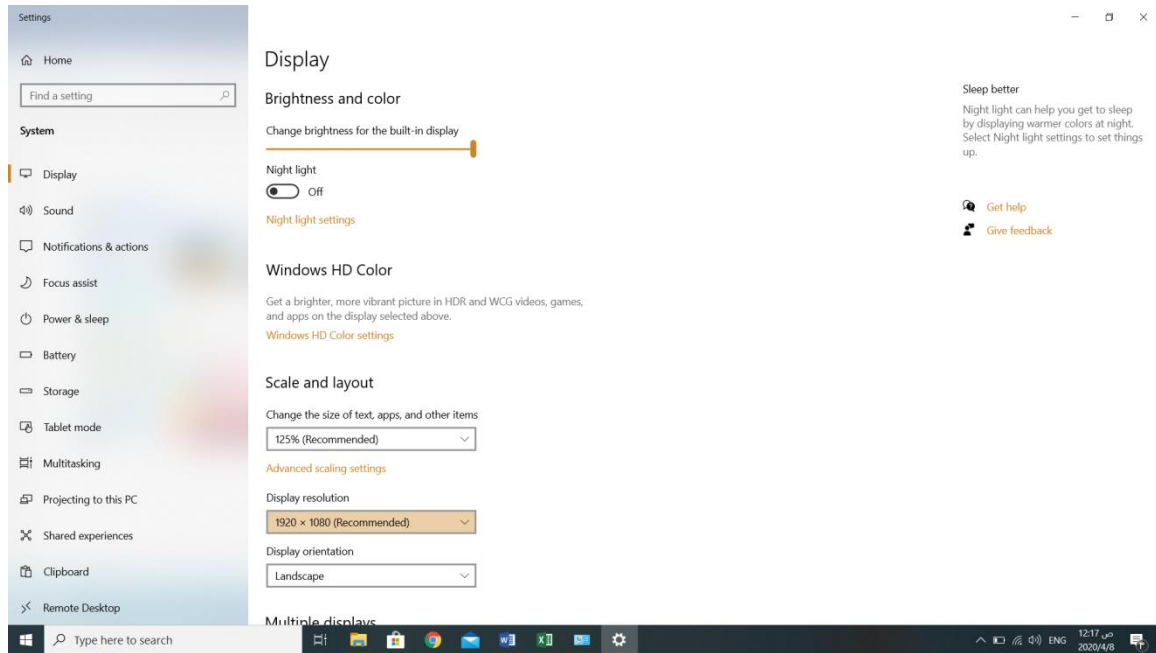 Settings
Home
Find a setting
System
Display
Sound
Notifications & actions
Focus assist
Power & sleep
Battery
Storage
Tablet mode
Multitasking
Projecting to this PC
Shared experiences
Clipboard
Remote Desktop
Display
Brightness and color
Change brightness for the built-in display
Night light
Off
Night light settings
Windows HD Color
Get a brighter, more vibrant picture in HDR and WCG videos, games,
and apps on the display selected above.
Windows HD Color settings
Scale and layout
Change the size of text, apps, and other items
125% (Recommended)
Advanced scaling settings
Display resolution
1920 × 1080 (Recommended)
Display orientation
Landscape
Multiple displays
Sleep better
Night light can help you get to sleep
by displaying warmer colors at night.
Select Night light settings to set things
up.
Get help
Give feedback
Type here to search
ENG
12:17 ص
2020/4/8